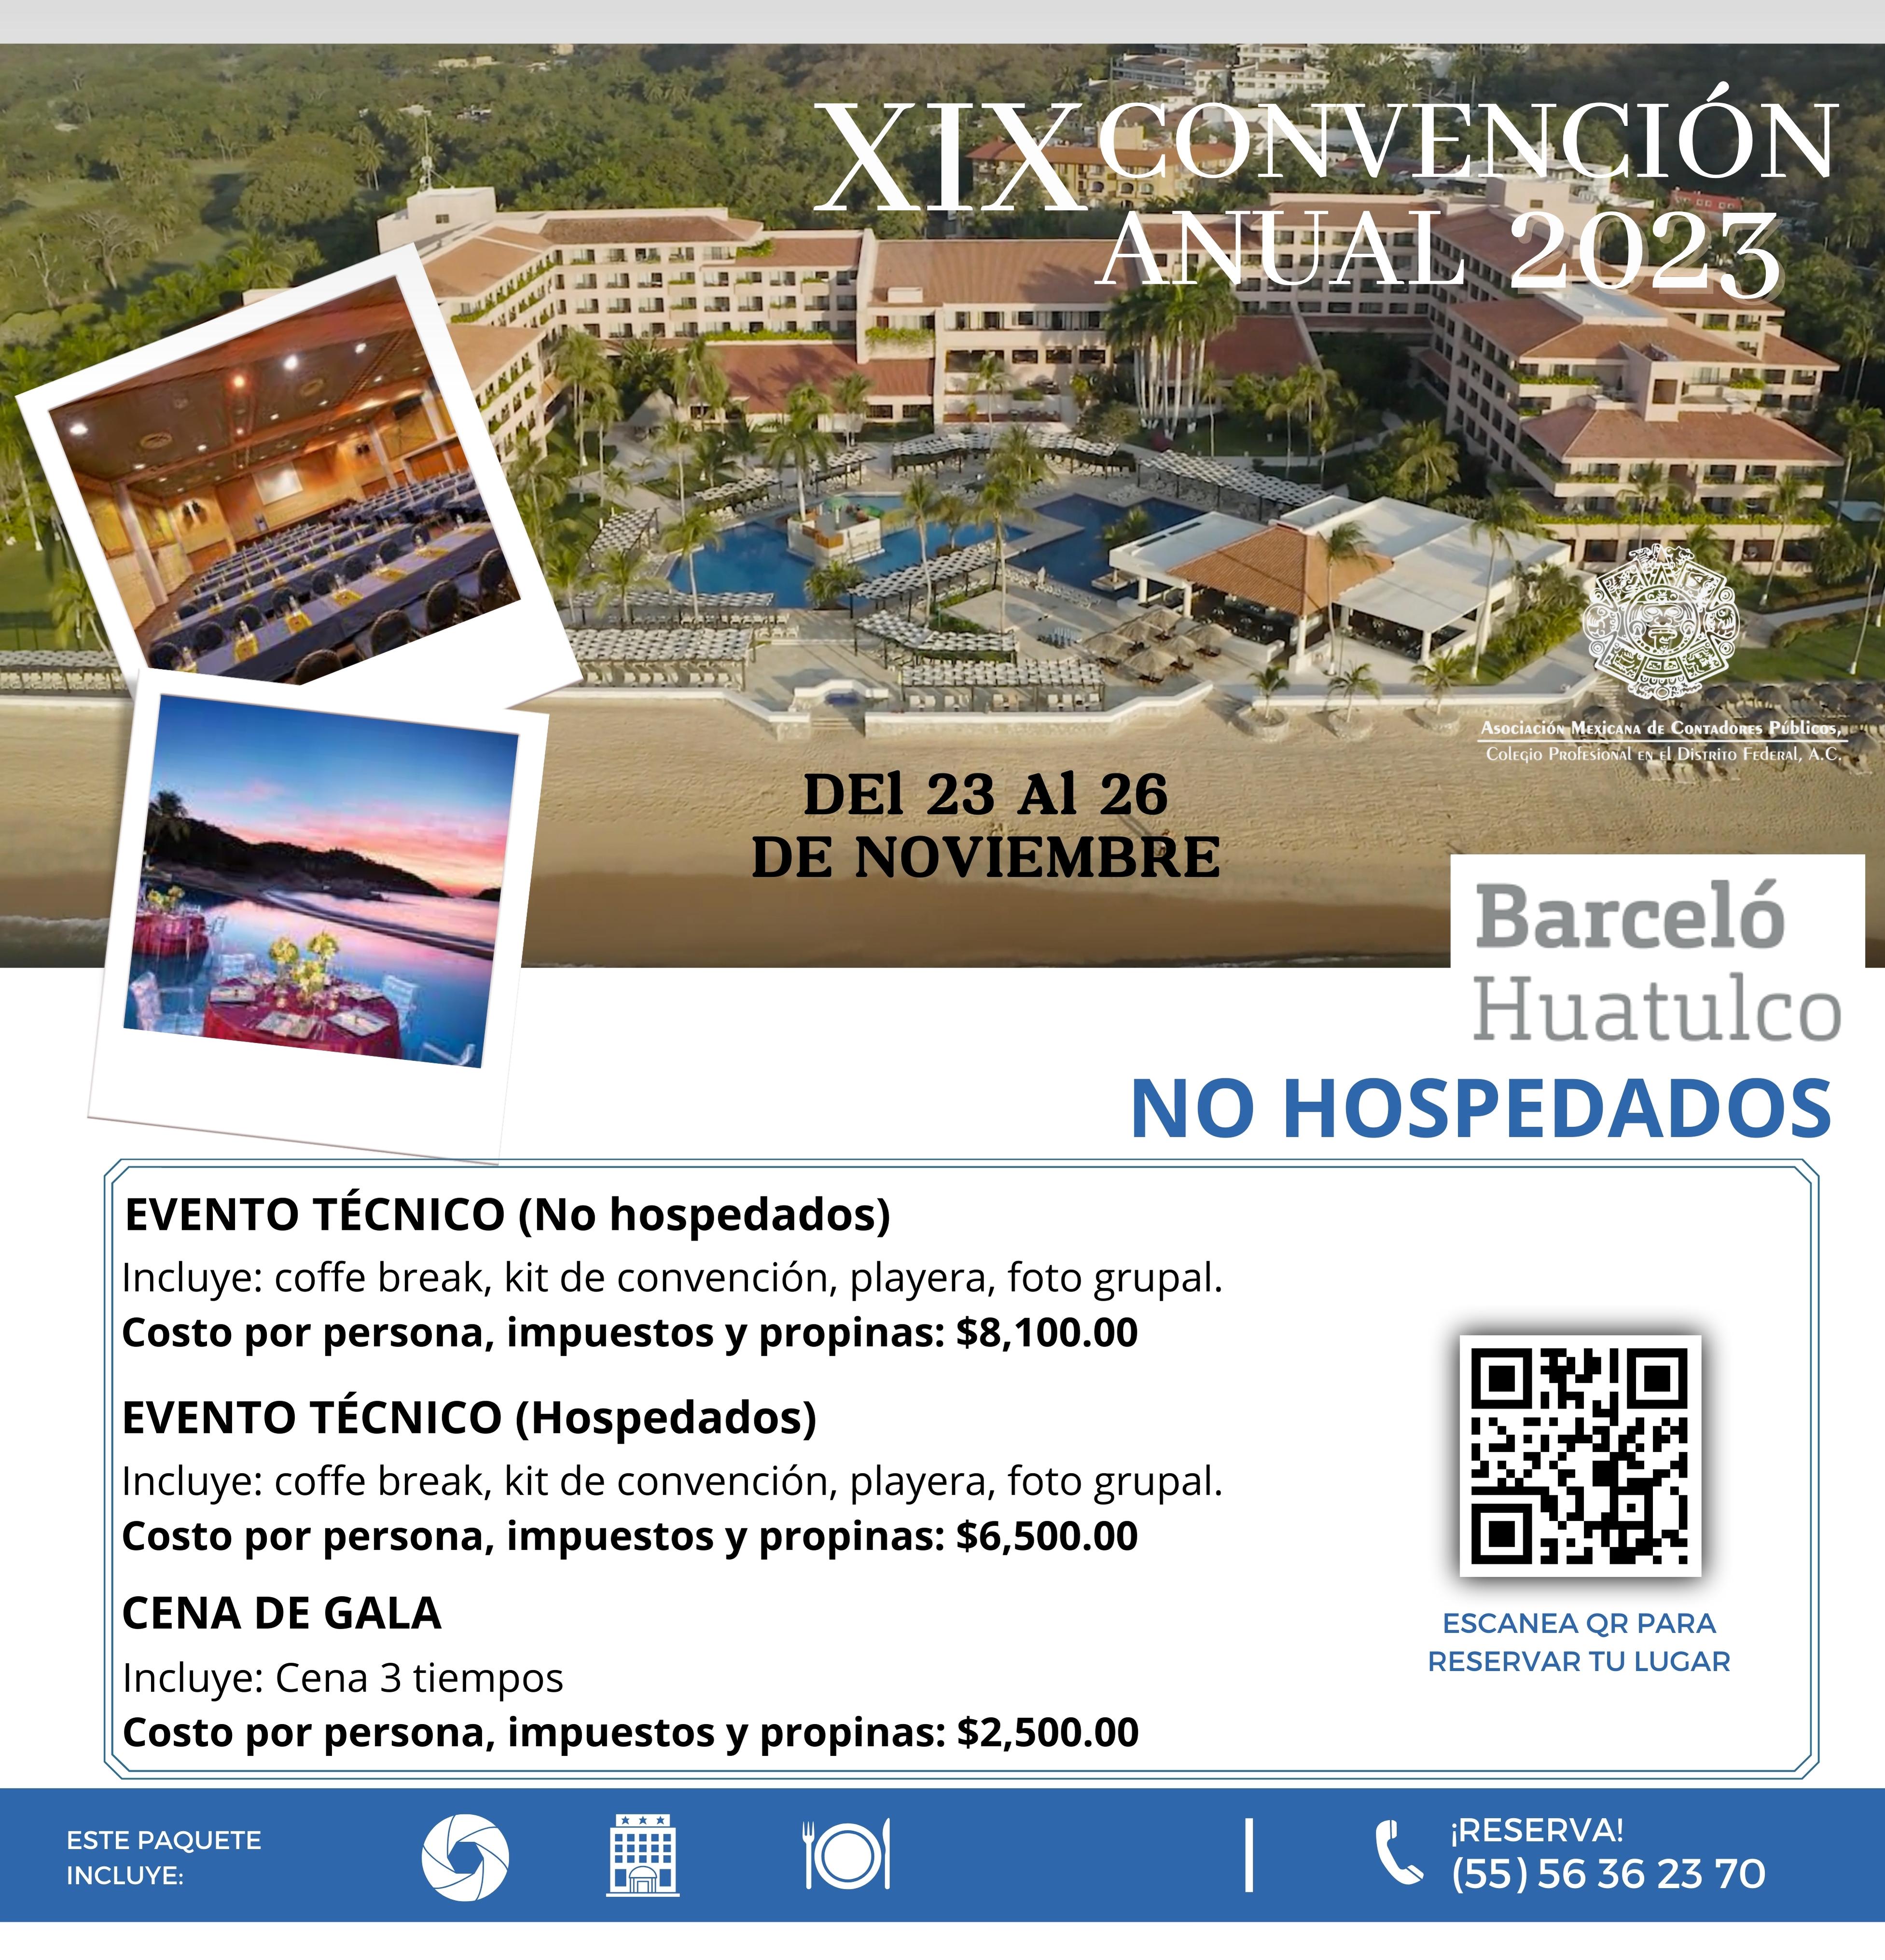 XIX CONVENCIÓN
ANUAL 2023
Asociación Mexicana de Contadores Públicos,
Colegio Profesional en el Distrito Federal, A.C.
DEl 23 Al 26
DE NOVIEMBRE
Barceló
Huatulco
NO HOSPEDADOS
EVENTO TÉCNICO (No hospedados)
Incluye: coffe break, kit de convención, playera, foto grupal.
Costo por persona, impuestos y propinas: $8,100.00
EVENTO TÉCNICO (Hospedados)
Incluye: coffe break, kit de convención, playera, foto grupal.
Costo por persona, impuestos y propinas: $6,500.00
CENA DE GALA
Incluye: Cena 3 tiempos
Costo por persona, impuestos y propinas: $2,500.00
ESCANEA QR PARA
RESERVAR TU LUGAR
ESTE PAQUETE
INCLUYE:
¡RESERVA!
(55) 56 36 23 70